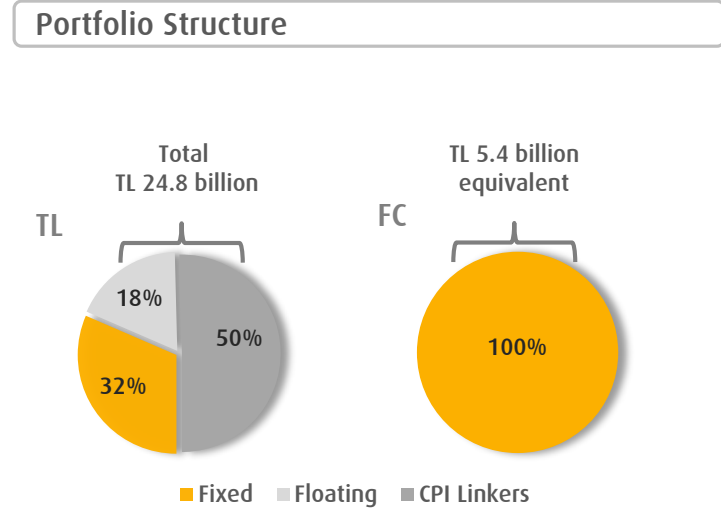 Portfolio Structure
Total
TL 24.8 billion
TL 5.4 billion
equivalent
TL
FC
18%
50%
32%
100%
Fixed
Floating
CPI Linkers